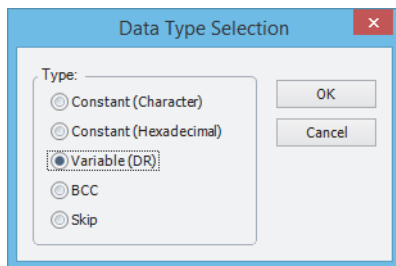 Data Type Selection
Type:
Constant (Character)
Constant (Hexadecimal)
Variable (DR)
BCC
Skip
OK
Cancel